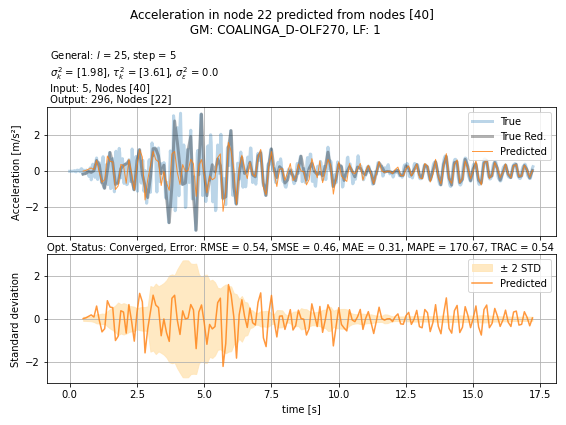 Acceleration in node 22 predicted from nodes [40]
GM: COALINGA_D-OLF270, LF: 1
General: l = 25, step = 5
σ²ₖ = [1.98], τ²ₖ = [3.61], σ²ε = 0.0
Input: 5, Nodes [40]
Output: 296, Nodes [22]
Acceleration [m/s²]
2
0
−2
True
True Red.
Predicted
Opt. Status: Converged, Error: RMSE = 0.54, SMSE = 0.46, MAE = 0.31, MAPE = 170.67, TRAC = 0.54
Standard deviation
2
0
−2
± 2 STD
Predicted
0.0 2.5 5.0 7.5 10.0 12.5 15.0 17.5
time [s]